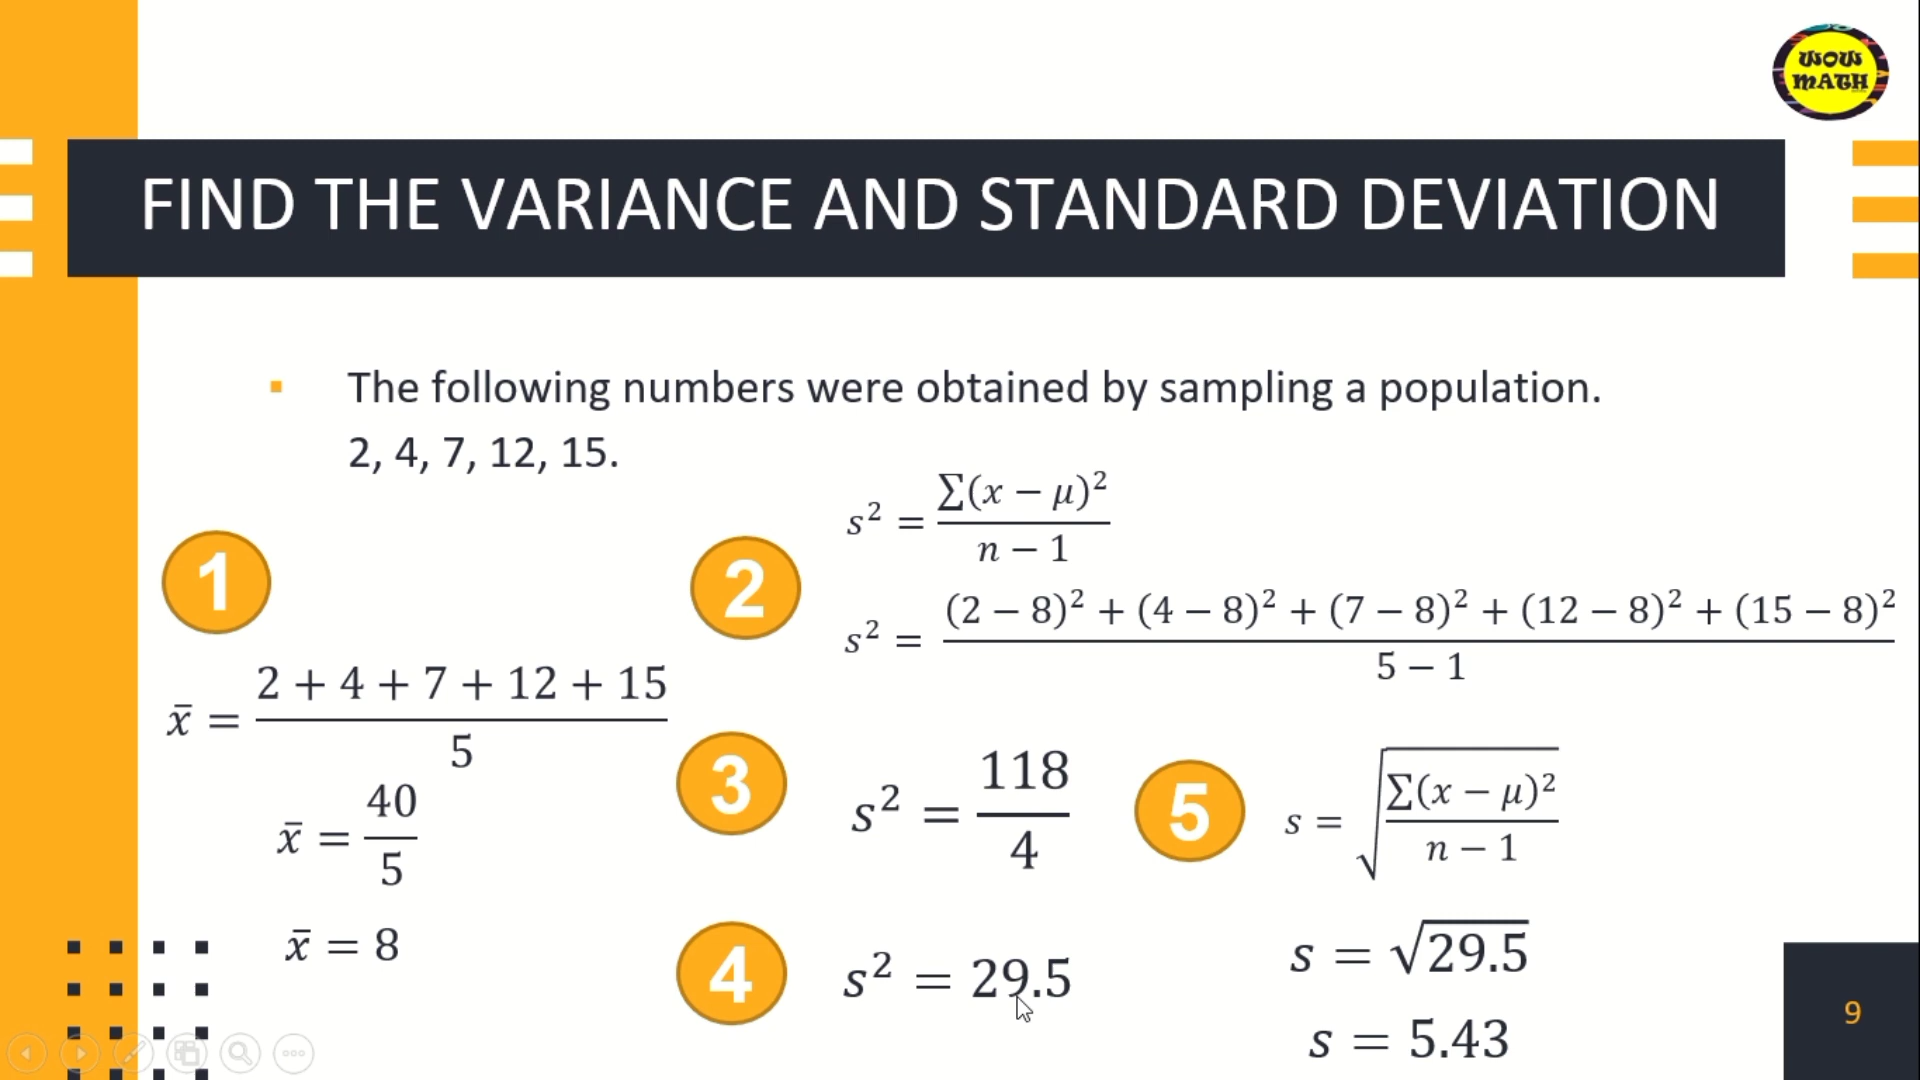 WOW
MATH
FIND THE VARIANCE AND STANDARD DEVIATION
▪ The following numbers were obtained by sampling a population.
2, 4, 7, 12, 15.
1
x̄ = (2 + 4 + 7 + 12 + 15)/5
x̄ = 40/5
x̄ = 8
2
s² = ∑(x − μ)²/(n − 1)
s² = ((2 − 8)² + (4 − 8)² + (7 − 8)² + (12 − 8)² + (15 − 8)²)/(5 − 1)
3
s² = 118/4
4
s² = 29.5
5
s = √(∑(x − μ)²/(n − 1))
s = √29.5
s = 5.43
9